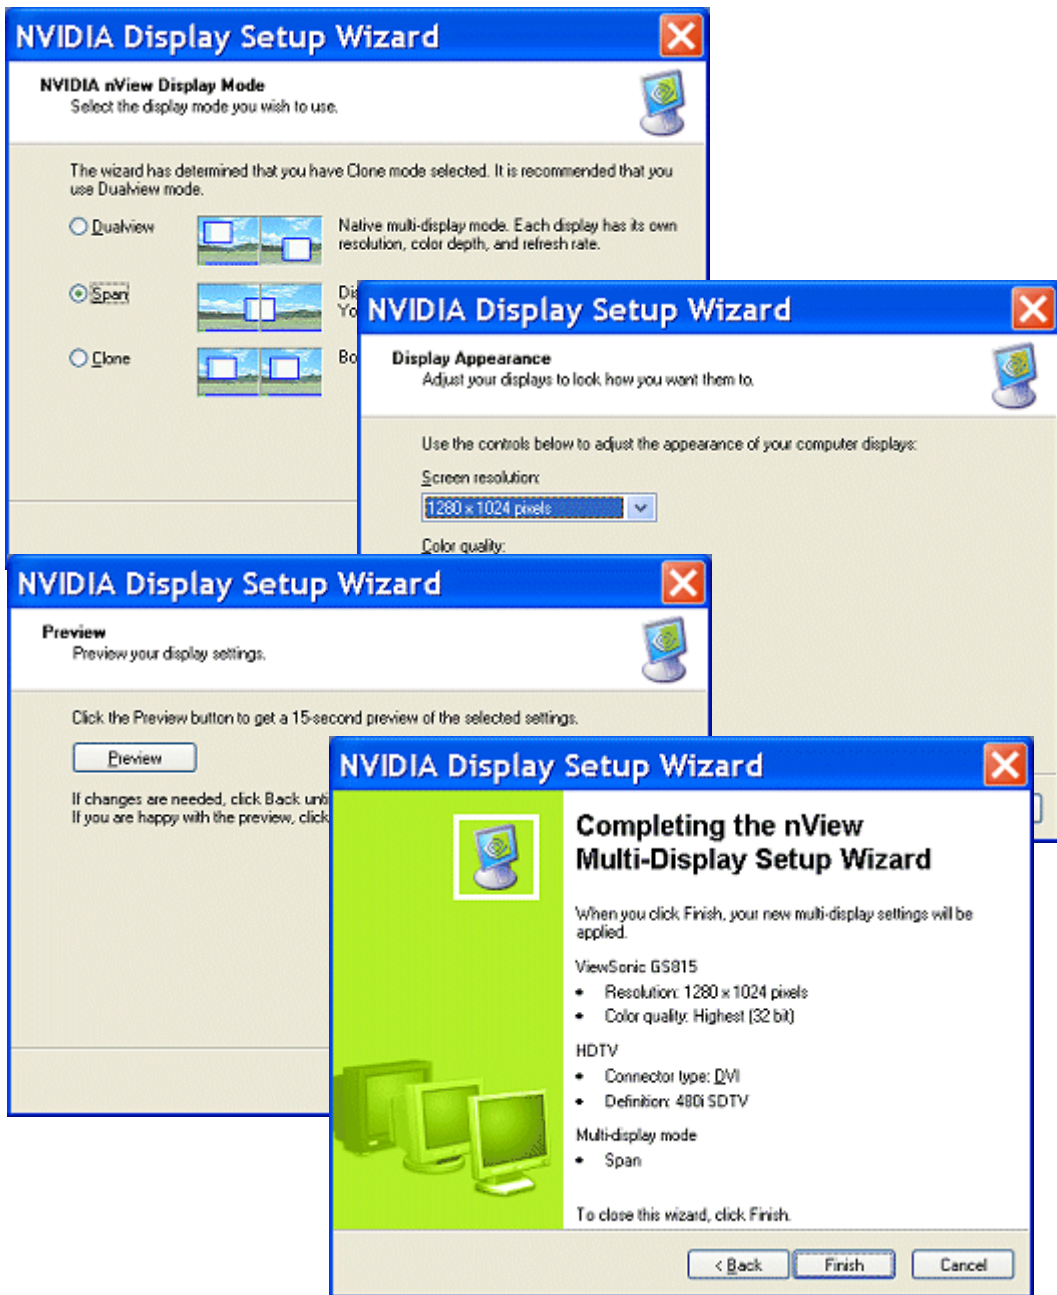 NVIDIA Display Setup Wizard
NVIDIA nView Display Mode
Select the display mode you wish to use.
The wizard has determined that you have Clone mode selected. It is recommended that you
use Dualview mode.
Dualview
Native multi-display mode. Each display has its own
resolution, color depth, and refresh rate.
Span
Clone
NVIDIA Display Setup Wizard
Display Appearance
Adjust your displays to look how you want them to.
Use the controls below to adjust the appearance of your computer displays:
Screen resolution:
1280 x 1024 pixels
Color quality:
NVIDIA Display Setup Wizard
Preview
Preview your display settings.
Click the Preview button to get a 15-second preview of the selected settings.
Preview
If changes are needed, click Back
If you are happy with the preview, click
NVIDIA Display Setup Wizard
Completing the nView
Multi-Display Setup Wizard
When you click Finish, your new multi-display settings will be
applied.
ViewSonic GS815
• Resolution: 1280 x 1024 pixels
• Color quality: Highest (32 bit)
HDTV
• Connector type: DVI
• Definition: 480i SDTV
Multi-display mode
• Span
To close this wizard, click Finish.
< Back
Finish
Cancel